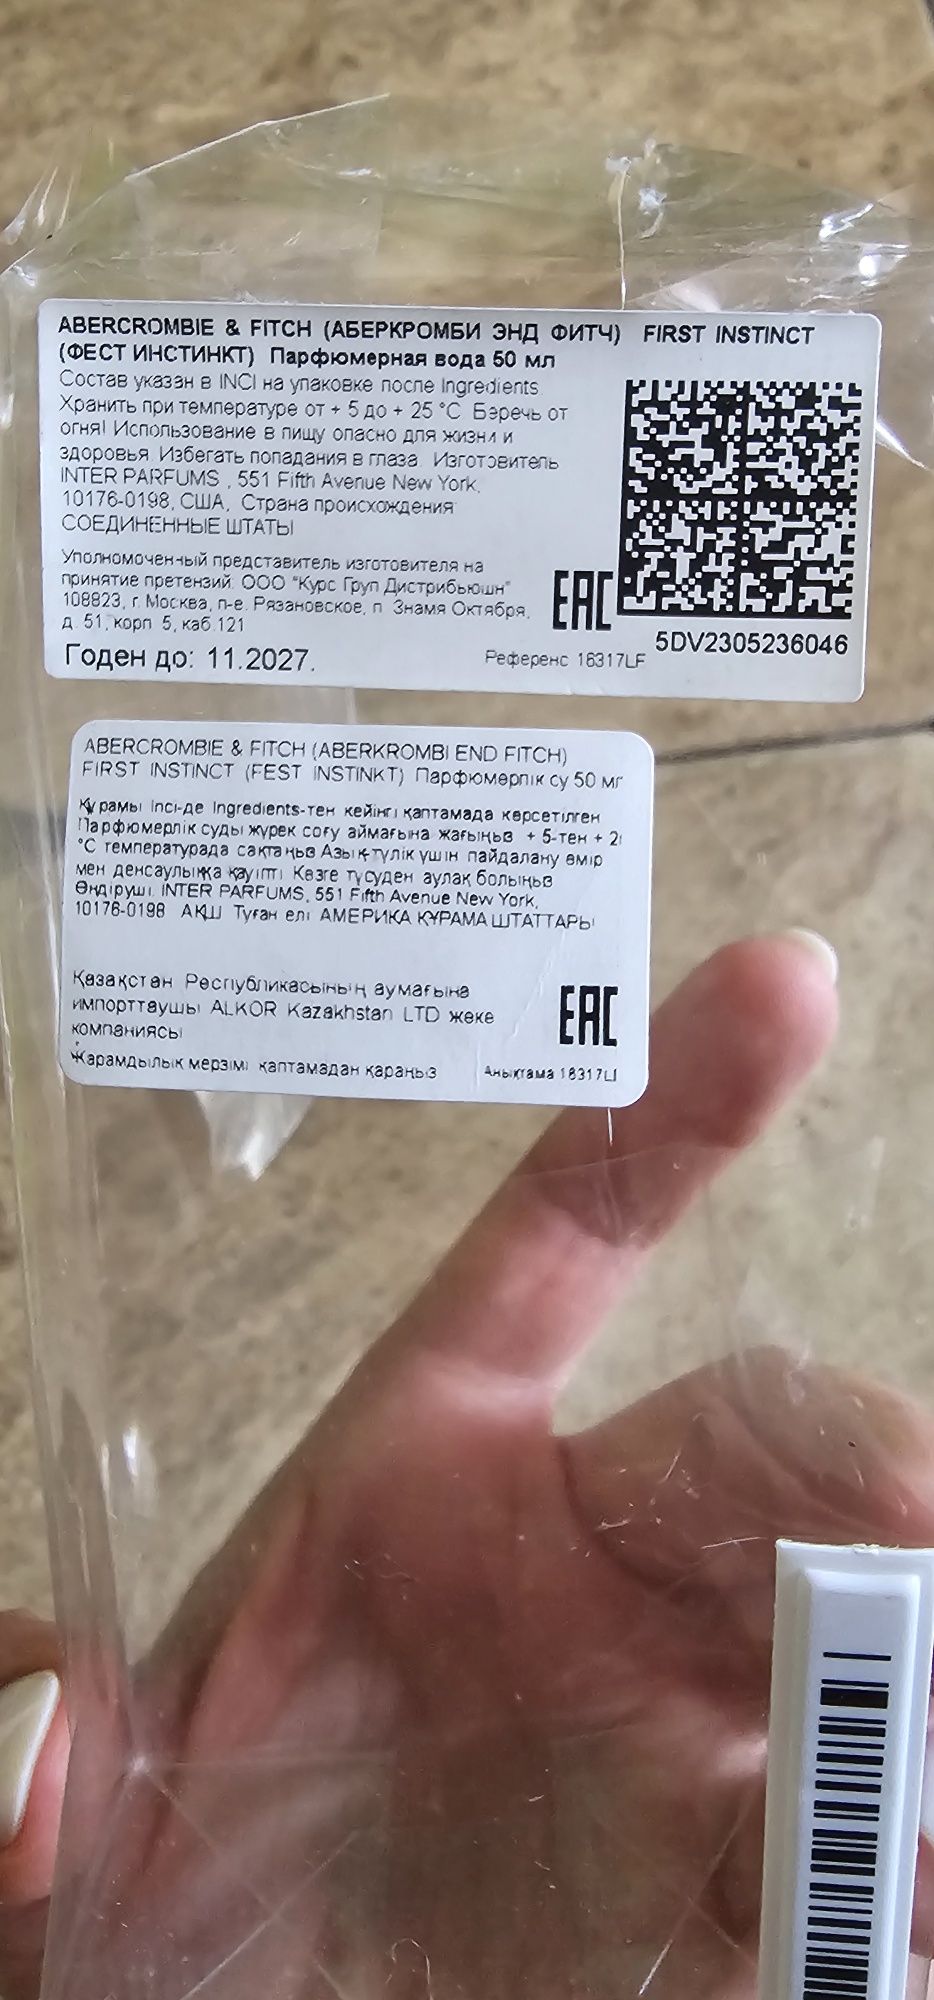 ABERCROMBIE & FITCH (АБЕРКРОМБИ ЭНД ФИТЧ) FIRST INSTINCT
(ФЕСТ ИНСТИНКТ) Парфюмерная вода 50 мл
Состав указан в INCI на упаковке после Ingredients.
Хранить при температуре от + 5 до + 25 °C. Беречь от
огня! Использование в пищу опасно для жизни и
здоровья. Избегать попадания в глаза. Изготовитель
INTER PARFUMS , 551 Fifth Avenue New York,
10176-0198, США, Страна происхождения
СОЕДИНЕННЫЕ ШТАТЫ
Уполномоченный представитель изготовителя на
принятие претензий: ООО "Курс Груп Дистрибьюшн"
108823, г. Москва, п-е. Рязановское, п. Знамя Октября,
д. 51, корп. 5, каб.121
EAC
5DV2305236046
Годен до: 11.2027.
Референс 16317LF
ABERCROMBIE & FITCH (ABERKROMBI END FITCH)
FIRST INSTINCT (FEST INSTINKT) Парфюмерлік су 50 мг
Құрамы Inci-де Ingredients-тен кейінгі қаптамада көрсетілген
Парфюмерлік суды жүрек соғу аймағына жағыңыз + 5-тен + 2
°C температурада сақтаңыз Азық-түлік үшін пайдалану өмір
мен денсаулыққа қауіпті Көзге түсуден аулақ болыңыз
Өндіруші: INTER PARFUMS, 551 Fifth Avenue New York,
10176-0198 АҚШ Туған елі АМЕРИКА ҚҰРАМА ШТАТТАРЫ
Қазақстан Республикасының аумағына
импорттаушы ALKOR Kazakhstan LTD жеке
компаниясы
EAC
Жарамдылық мерзімі қаптамадан қараңыз
Анықтама 16317L